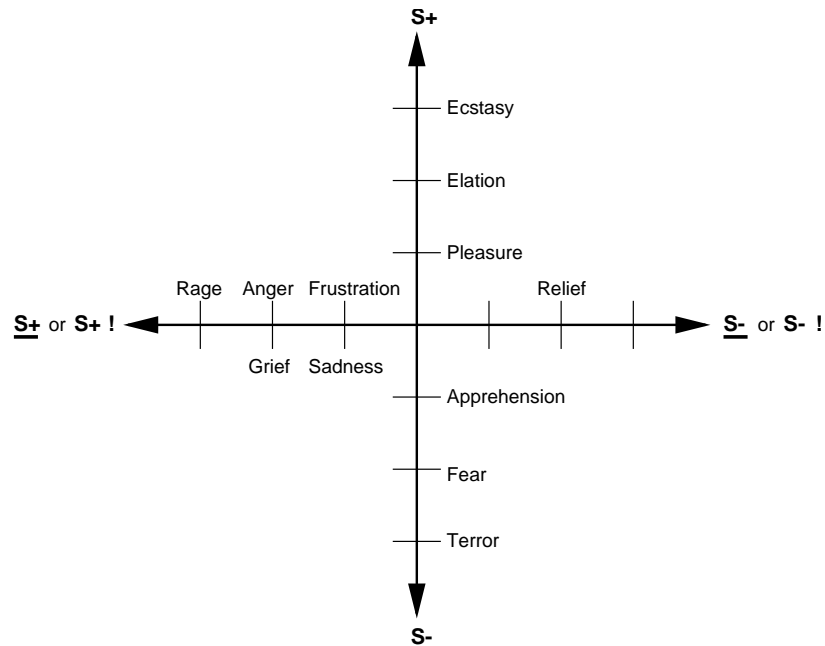 S+
Ecstasy
Elation
Pleasure
Rage Anger Frustration Relief
S+ or S+ ! S- or S- !
Grief Sadness
Apprehension
Fear
Terror
S-